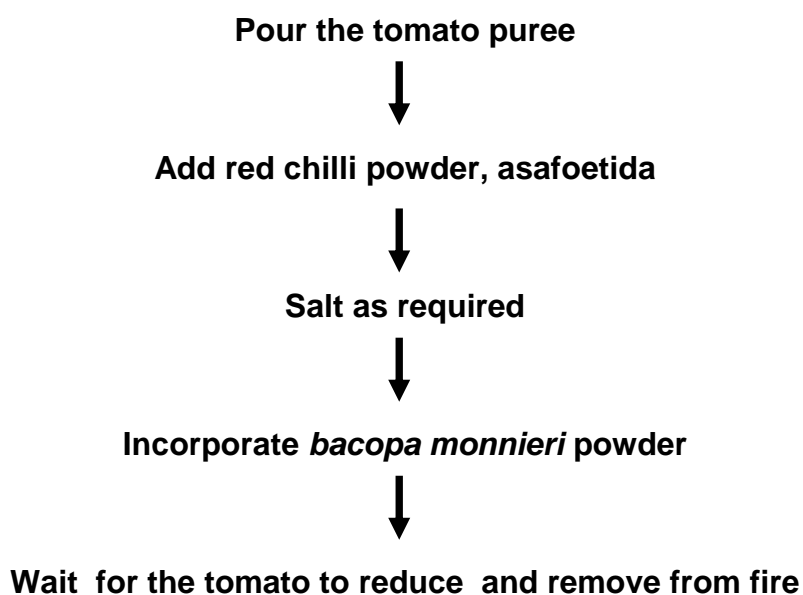 Pour the tomato puree
Add red chilli powder, asafoetida
Salt as required
Incorporate bacopa monnieri powder
Wait for the tomato to reduce and remove from fire